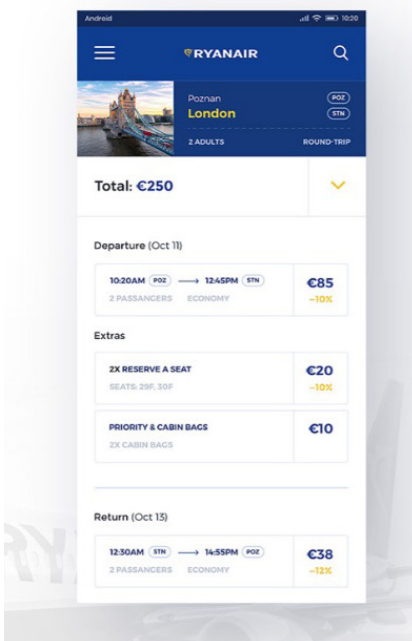 Android 10:20
RYANAIR
Poznan POZ
London STN
2 ADULTS ROUND-TRIP
Total: €250
Departure (Oct 11)
10:20AM POZ → 12:45PM STN €85
2 PASSANGERS ECONOMY -10%
Extras
2X RESERVE A SEAT €20
SEATS: 29F, 30F -10%
PRIORITY & CABIN BAGS €10
2X CABIN BAGS
Return (Oct 13)
12:30AM STN → 14:55PM POZ €38
2 PASSANGERS ECONOMY -12%